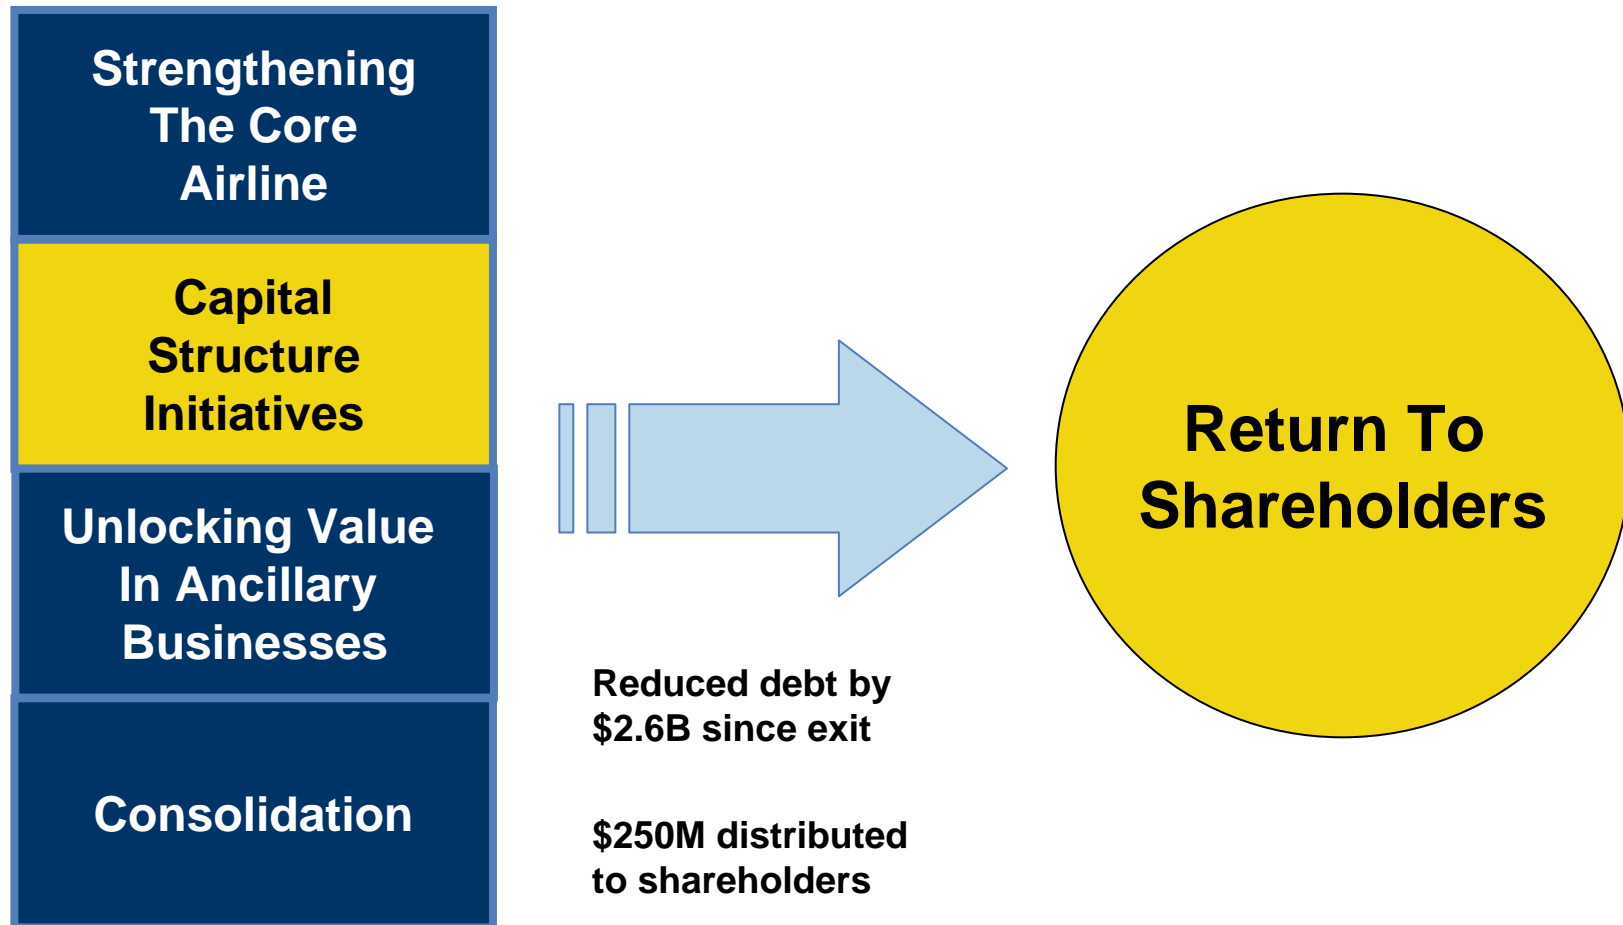 Strengthening
The Core
Airline
Capital
Structure
Initiatives
Unlocking Value
In Ancillary
Businesses
Consolidation
Reduced debt by
$2.6B since exit
$250M distributed
to shareholders
Return To
Shareholders